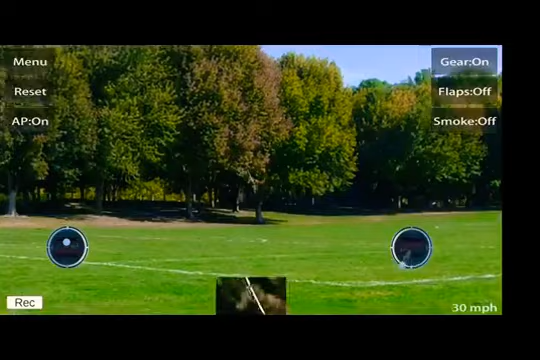 Menu
Gear:On
Reset
Flaps:Off
AP:On
Smoke:Off
Rec
30 mph